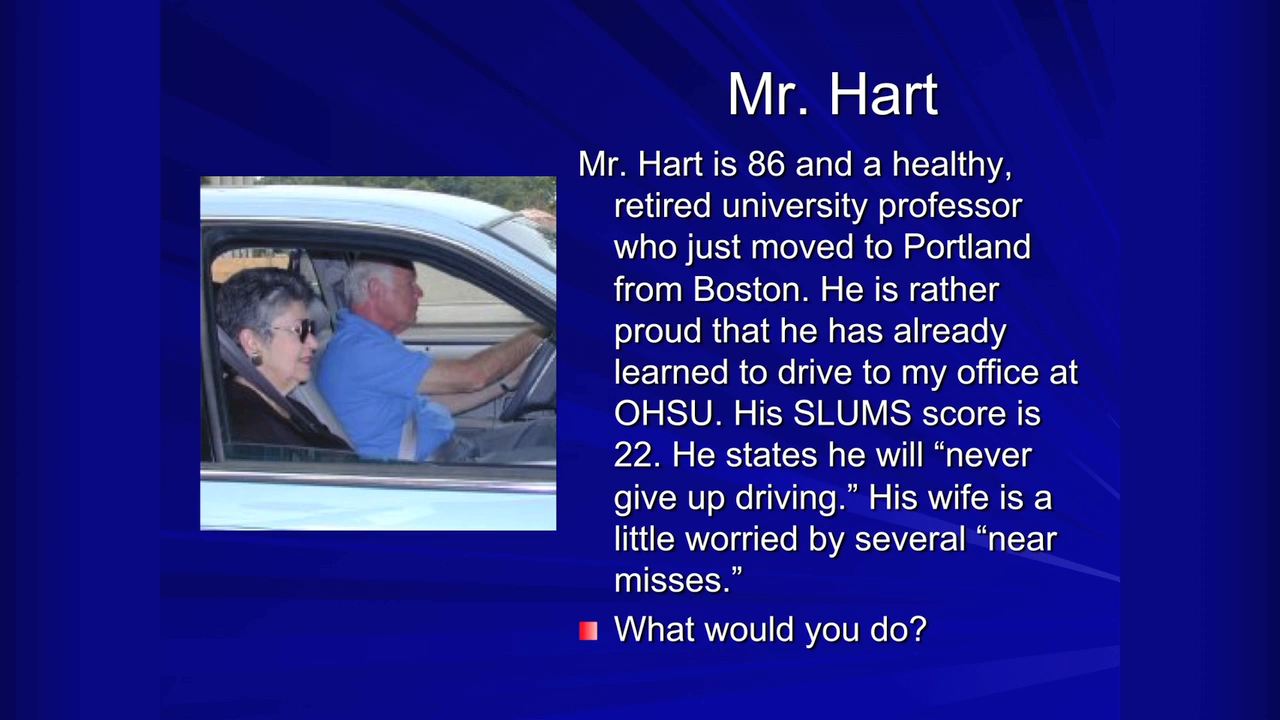 Mr. Hart
Mr. Hart is 86 and a healthy,
retired university professor
who just moved to Portland
from Boston. He is rather
proud that he has already
learned to drive to my office at
OHSU. His SLUMS score is
22. He states he will “never
give up driving.” His wife is a
little worried by several “near
misses.”
What would you do?